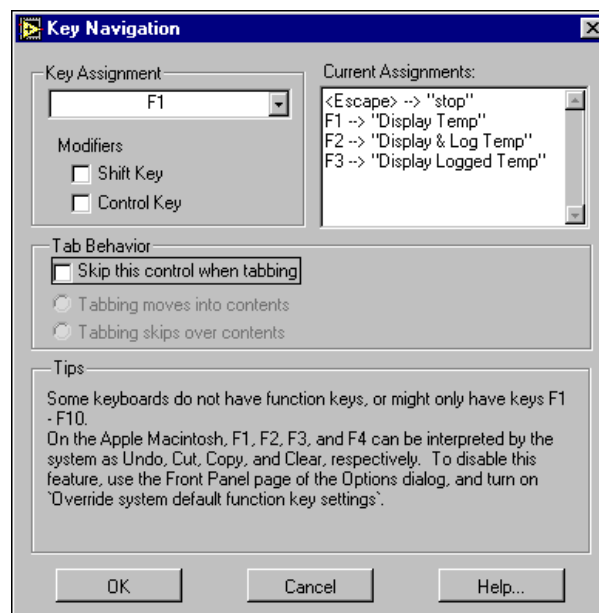 Key Navigation
Key Assignment
F1
Modifiers
Shift Key
Control Key
Current Assignments:
<Escape> --> "stop"
F1 --> "Display Temp"
F2 --> "Display & Log Temp"
F3 --> "Display Logged Temp"
Tab Behavior
Skip this control when tabbing
Tabbing moves into contents
Tabbing skips over contents
Tips
Some keyboards do not have function keys, or might only have keys F1
- F10.
On the Apple Macintosh, F1, F2, F3, and F4 can be interpreted by the
system as Undo, Cut, Copy, and Clear, respectively.  To disable this
feature, use the Front Panel page of the Options dialog, and turn on
`Override system default function key settings`.
OK
Cancel
Help...